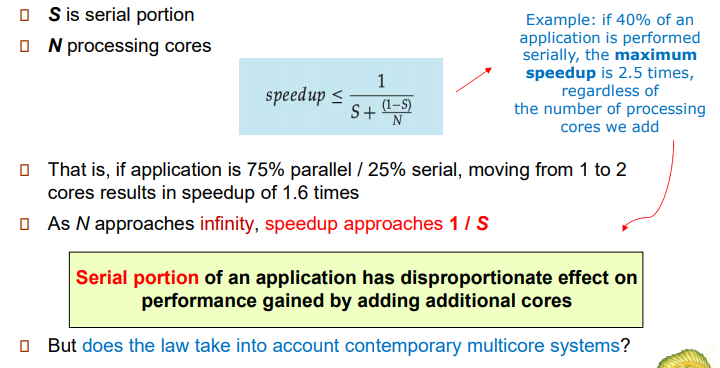 S is serial portion
N processing cores
speedup ≤ 1 / (S + (1-S)/N)
Example: if 40% of an
application is performed
serially, the maximum
speedup is 2.5 times,
regardless of
the number of processing
cores we add
That is, if application is 75% parallel / 25% serial, moving from 1 to 2
cores results in speedup of 1.6 times
As N approaches infinity, speedup approaches 1 / S
Serial portion of an application has disproportionate effect on
performance gained by adding additional cores
But does the law take into account contemporary multicore systems?